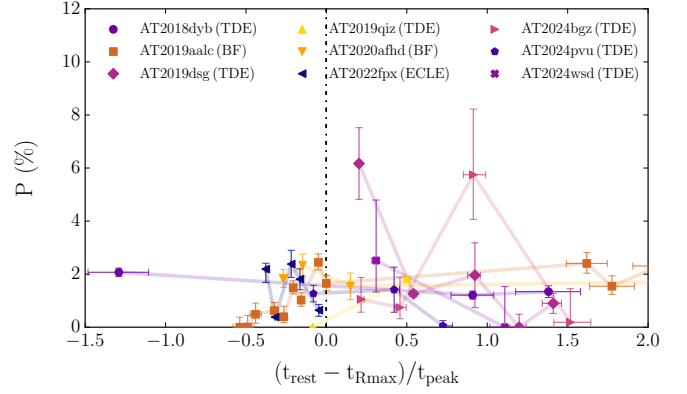 12
10
8
6
4
2
0
P (%)
AT2018dyb (TDE)
AT2019aalc (BF)
AT2019dsg (TDE)
AT2019qiz (TDE)
AT2020afhd (BF)
AT2022fpx (ECLE)
AT2024bgz (TDE)
AT2024pvu (TDE)
AT2024wsd (TDE)
−1.5 −1.0 −0.5 0.0 0.5 1.0 1.5 2.0
(t_rest − t_Rmax)/t_peak